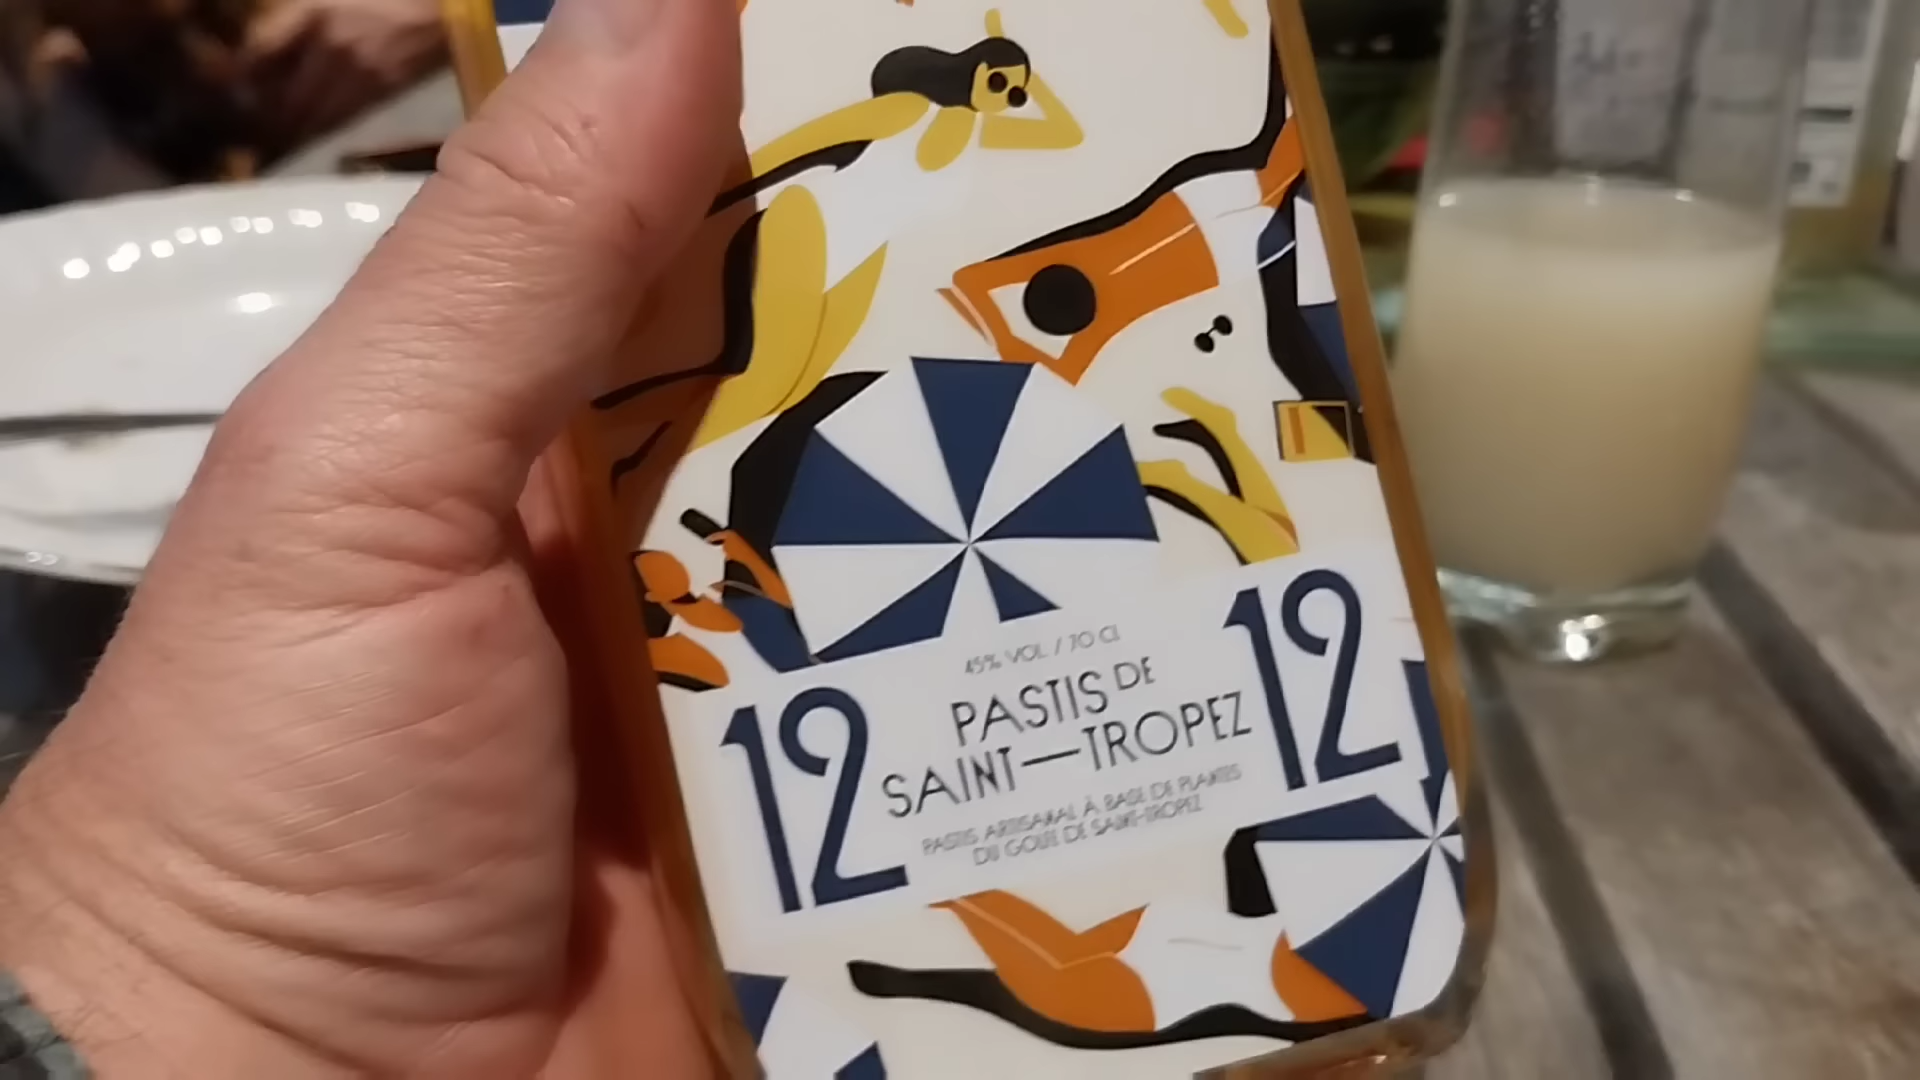 45% VOL / 70 CL
12
PASTIS DE
SAINT—TROPEZ
12
PASTIS ARTISANAL À BASE DE PLANTES
DU GOLFE DE SAINT-TROPEZ